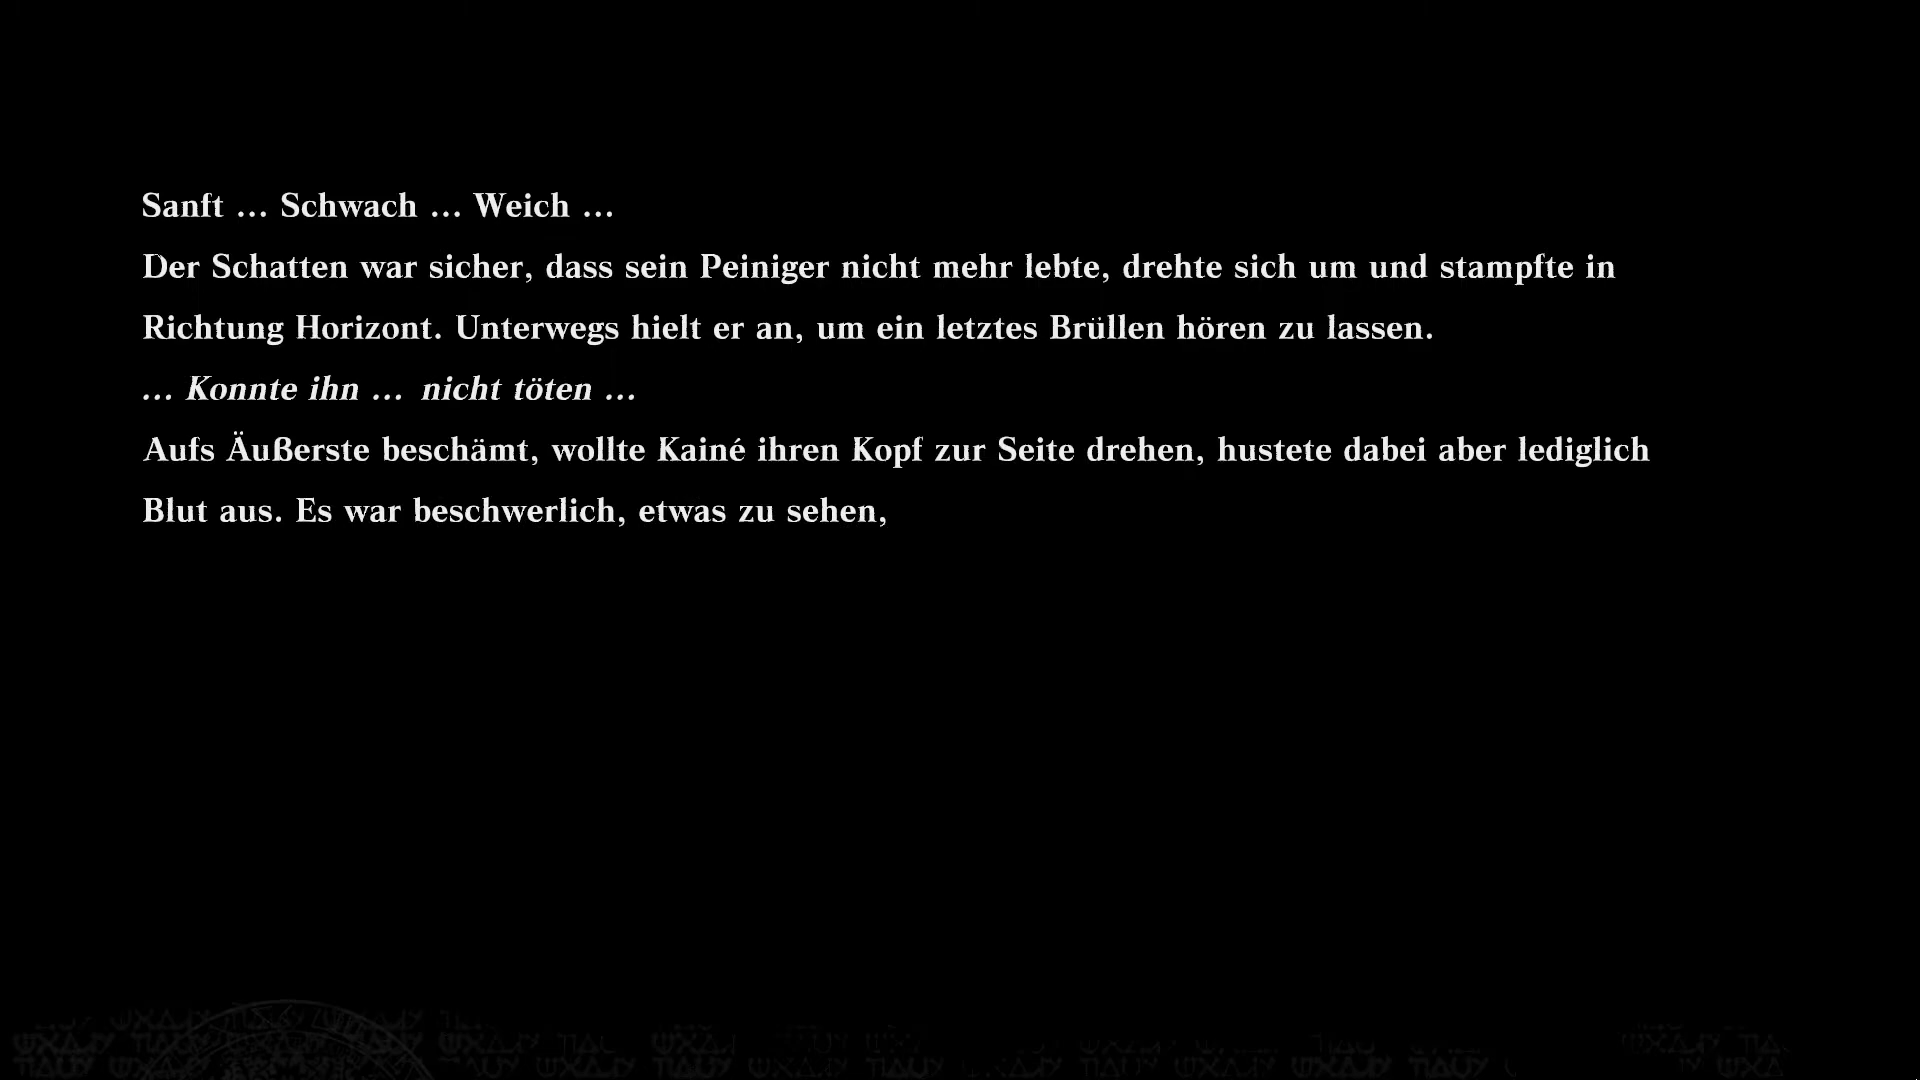 Sanft … Schwach … Weich …
Der Schatten war sicher, dass sein Peiniger nicht mehr lebte, drehte sich um und stampfte in
Richtung Horizont. Unterwegs hielt er an, um ein letztes Brüllen hören zu lassen.
… Konnte ihn … nicht töten …
Aufs Äußerste beschämt, wollte Kainé ihren Kopf zur Seite drehen, hustete dabei aber lediglich
Blut aus. Es war beschwerlich, etwas zu sehen,